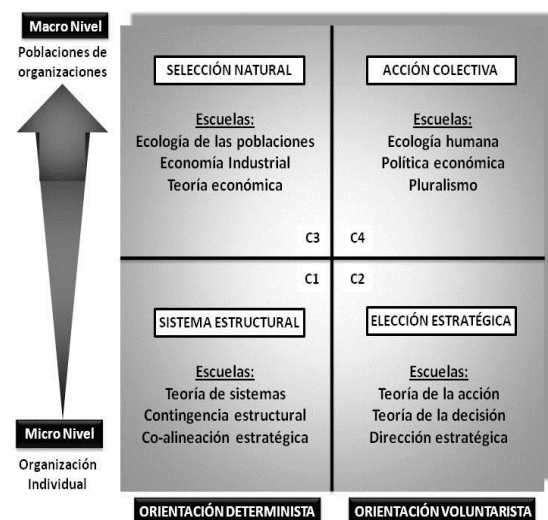 Macro Nivel
Poblaciones de
organizaciones
SELECCIÓN NATURAL
Escuelas:
Ecología de las poblaciones
Economía Industrial
Teoría económica
C3
ACCIÓN COLECTIVA
Escuelas:
Ecología humana
Política económica
Pluralismo
C4
C1
SISTEMA ESTRUCTURAL
Escuelas:
Teoría de sistemas
Contingencia estructural
Co-alineación estratégica
C2
ELECCIÓN ESTRATÉGICA
Escuelas:
Teoría de la acción
Teoría de la decisión
Dirección estratégica
Micro Nivel
Organización
Individual
ORIENTACIÓN DETERMINISTA
ORIENTACIÓN VOLUNTARISTA